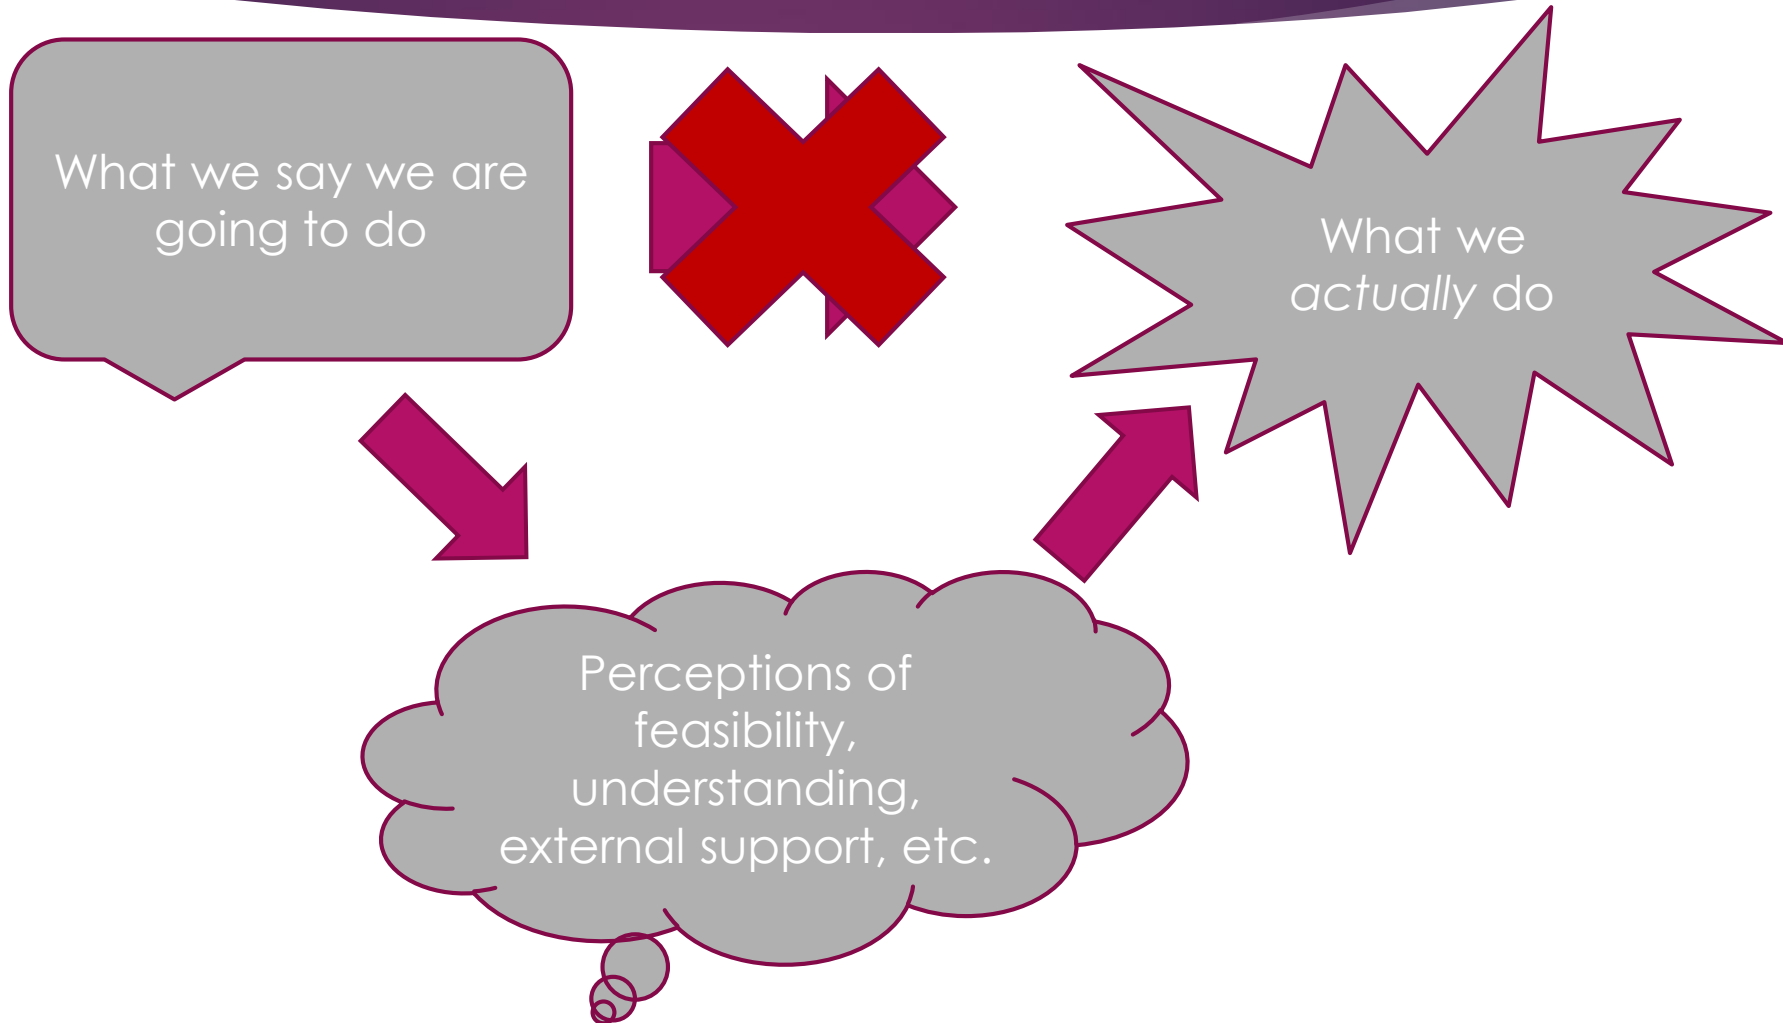 What we say we are
going to do
What we
actually do
Perceptions of
feasibility,
understanding,
external support, etc.